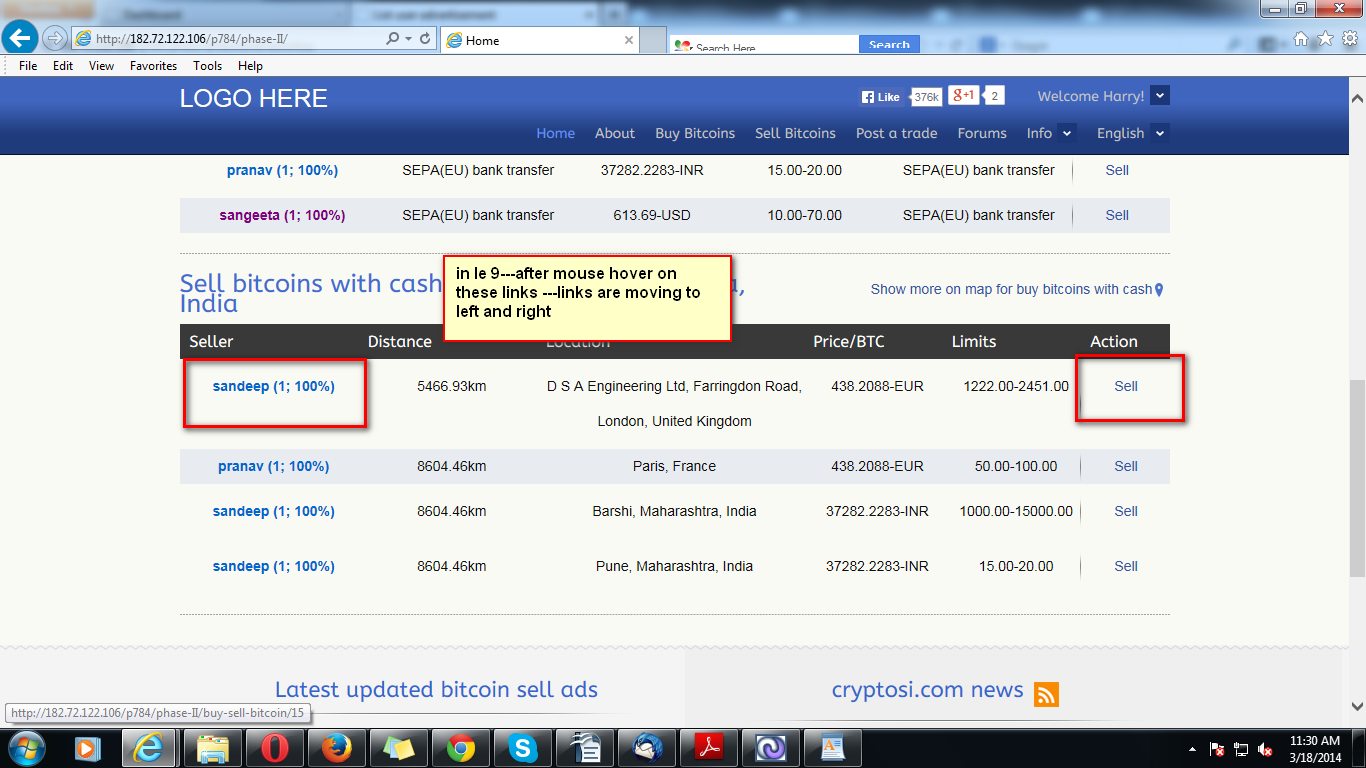 Dashboard
List user advertisement
http://182.72.122.106/p784/phase-II/
Home
Search Here
Search
File Edit View Favorites Tools Help
LOGO HERE
Like 376k +1 2
Welcome Harry!
Home About Buy Bitcoins Sell Bitcoins Post a trade Forums Info English
pranav (1; 100%) SEPA(EU) bank transfer 37282.2283-INR 15.00-20.00 SEPA(EU) bank transfer Sell
sangeeta (1; 100%) SEPA(EU) bank transfer 613.69-USD 10.00-70.00 SEPA(EU) bank transfer Sell
in Ie 9---after mouse hover on
these links ---links are moving to
left and right
Sell bitcoins with cash
India
Show more on map for buy bitcoins with cash
Seller Distance Location Price/BTC Limits Action
sandeep (1; 100%) 5466.93km D S A Engineering Ltd, Farringdon Road, 438.2088-EUR 1222.00-2451.00 Sell
London, United Kingdom
pranav (1; 100%) 8604.46km Paris, France 438.2088-EUR 50.00-100.00 Sell
sandeep (1; 100%) 8604.46km Barshi, Maharashtra, India 37282.2283-INR 1000.00-15000.00 Sell
sandeep (1; 100%) 8604.46km Pune, Maharashtra, India 37282.2283-INR 15.00-20.00 Sell
Latest updated bitcoin sell ads
cryptosi.com news
http://182.72.122.106/p784/phase-II/buy-sell-bitcoin/15
11:30 AM
3/18/2014